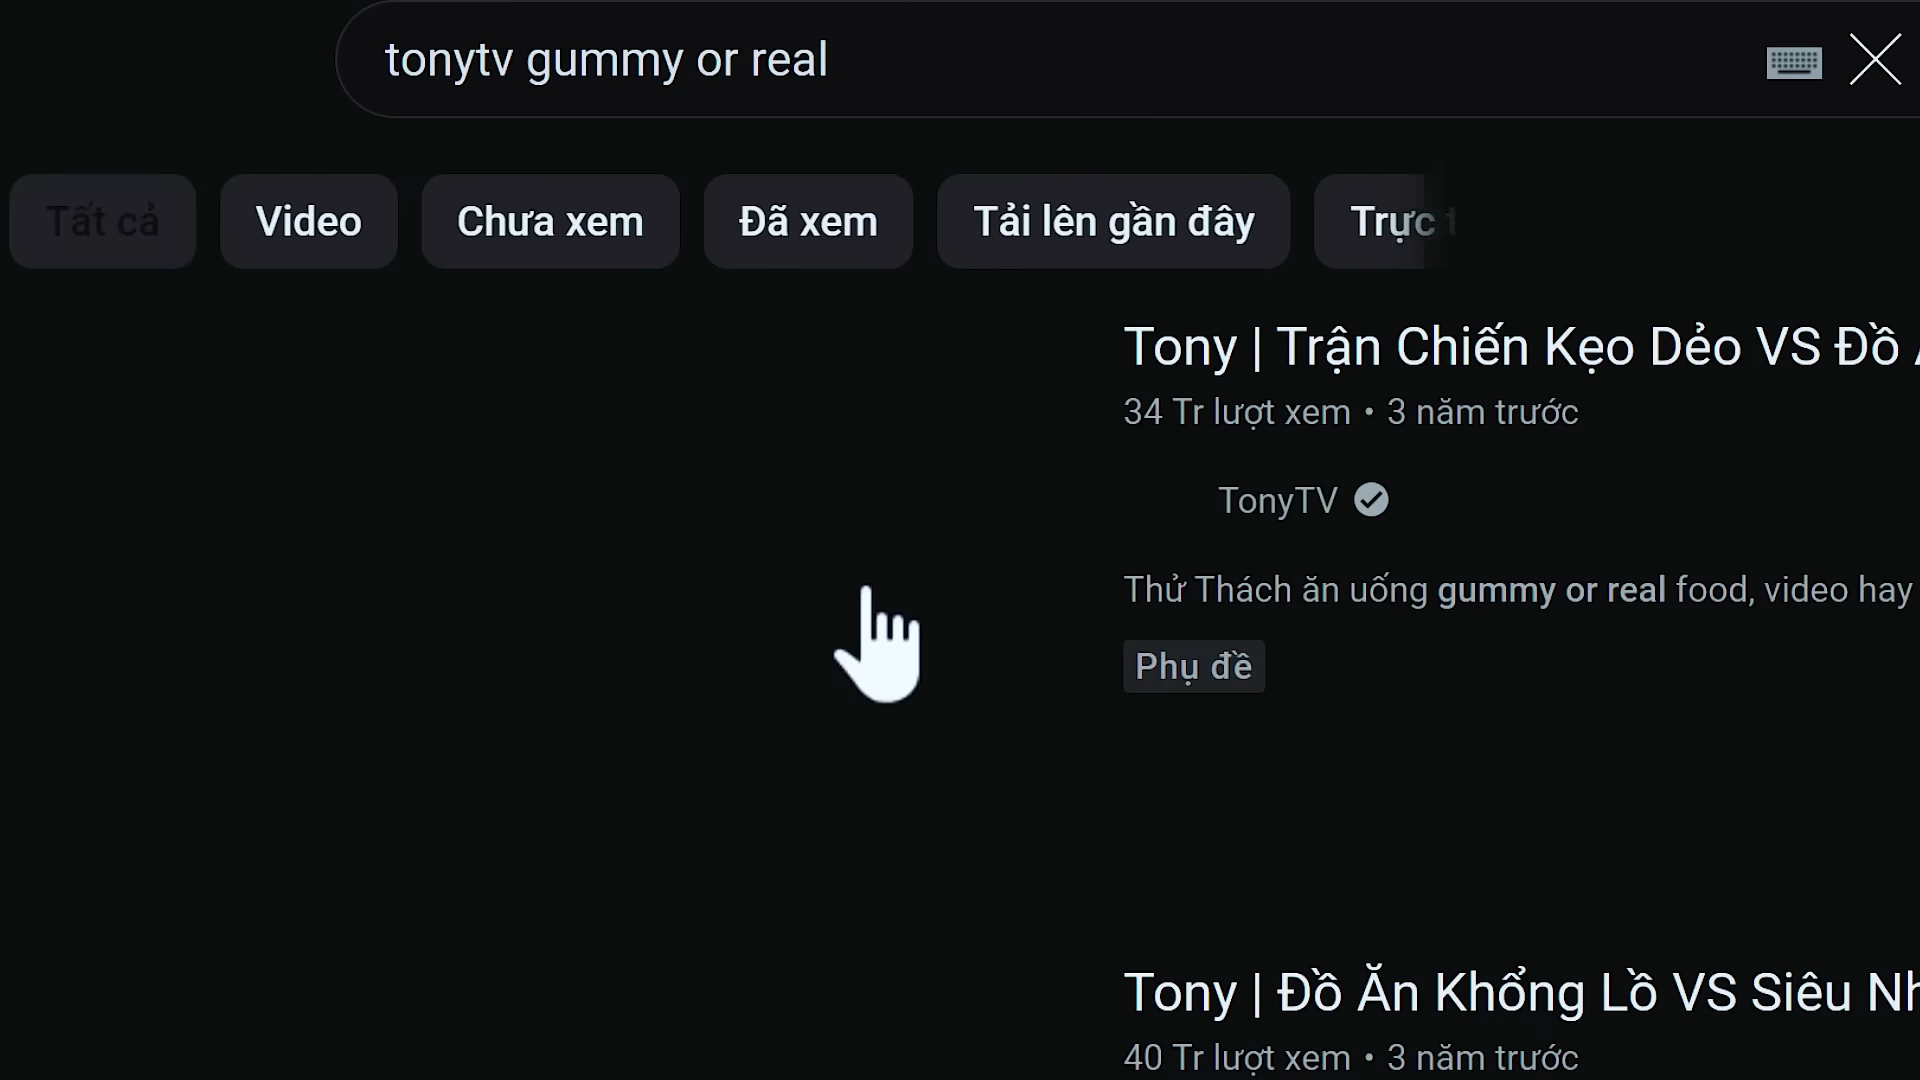 tonytv gummy or real
Tất cả Video Chưa xem Đã xem Tải lên gần đây Trực
Tony | Trận Chiến Kẹo Dẻo VS Đồ
34 Tr lượt xem • 3 năm trước
TonyTV
Thử Thách ăn uống gummy or real food, video hay
Phụ đề
Tony | Đồ Ăn Khổng Lồ VS Siêu
40 Tr lượt xem • 3 năm trước